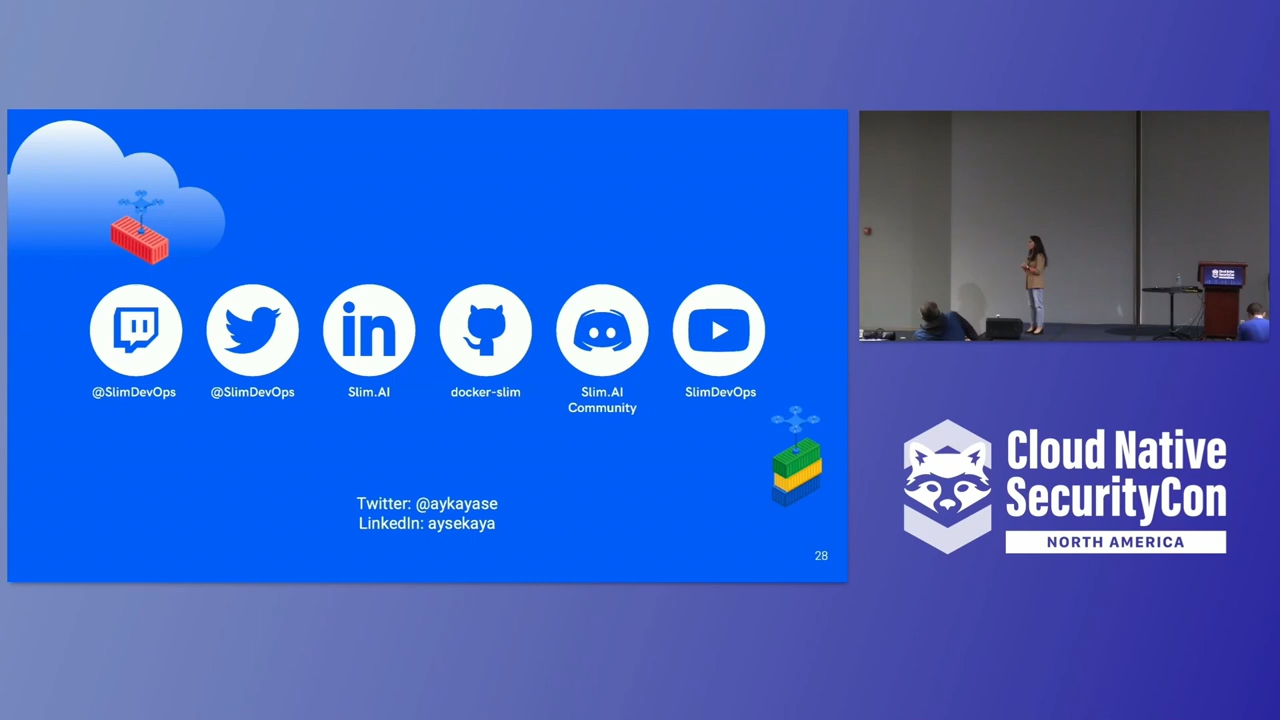 @SlimDevOps
@SlimDevOps
Slim.AI
docker-slim
Slim.AI
Community
SlimDevOps
Twitter: @aykayase
LinkedIn: aysekaya
28
Cloud Native
SecurityCon
NORTH AMERICA